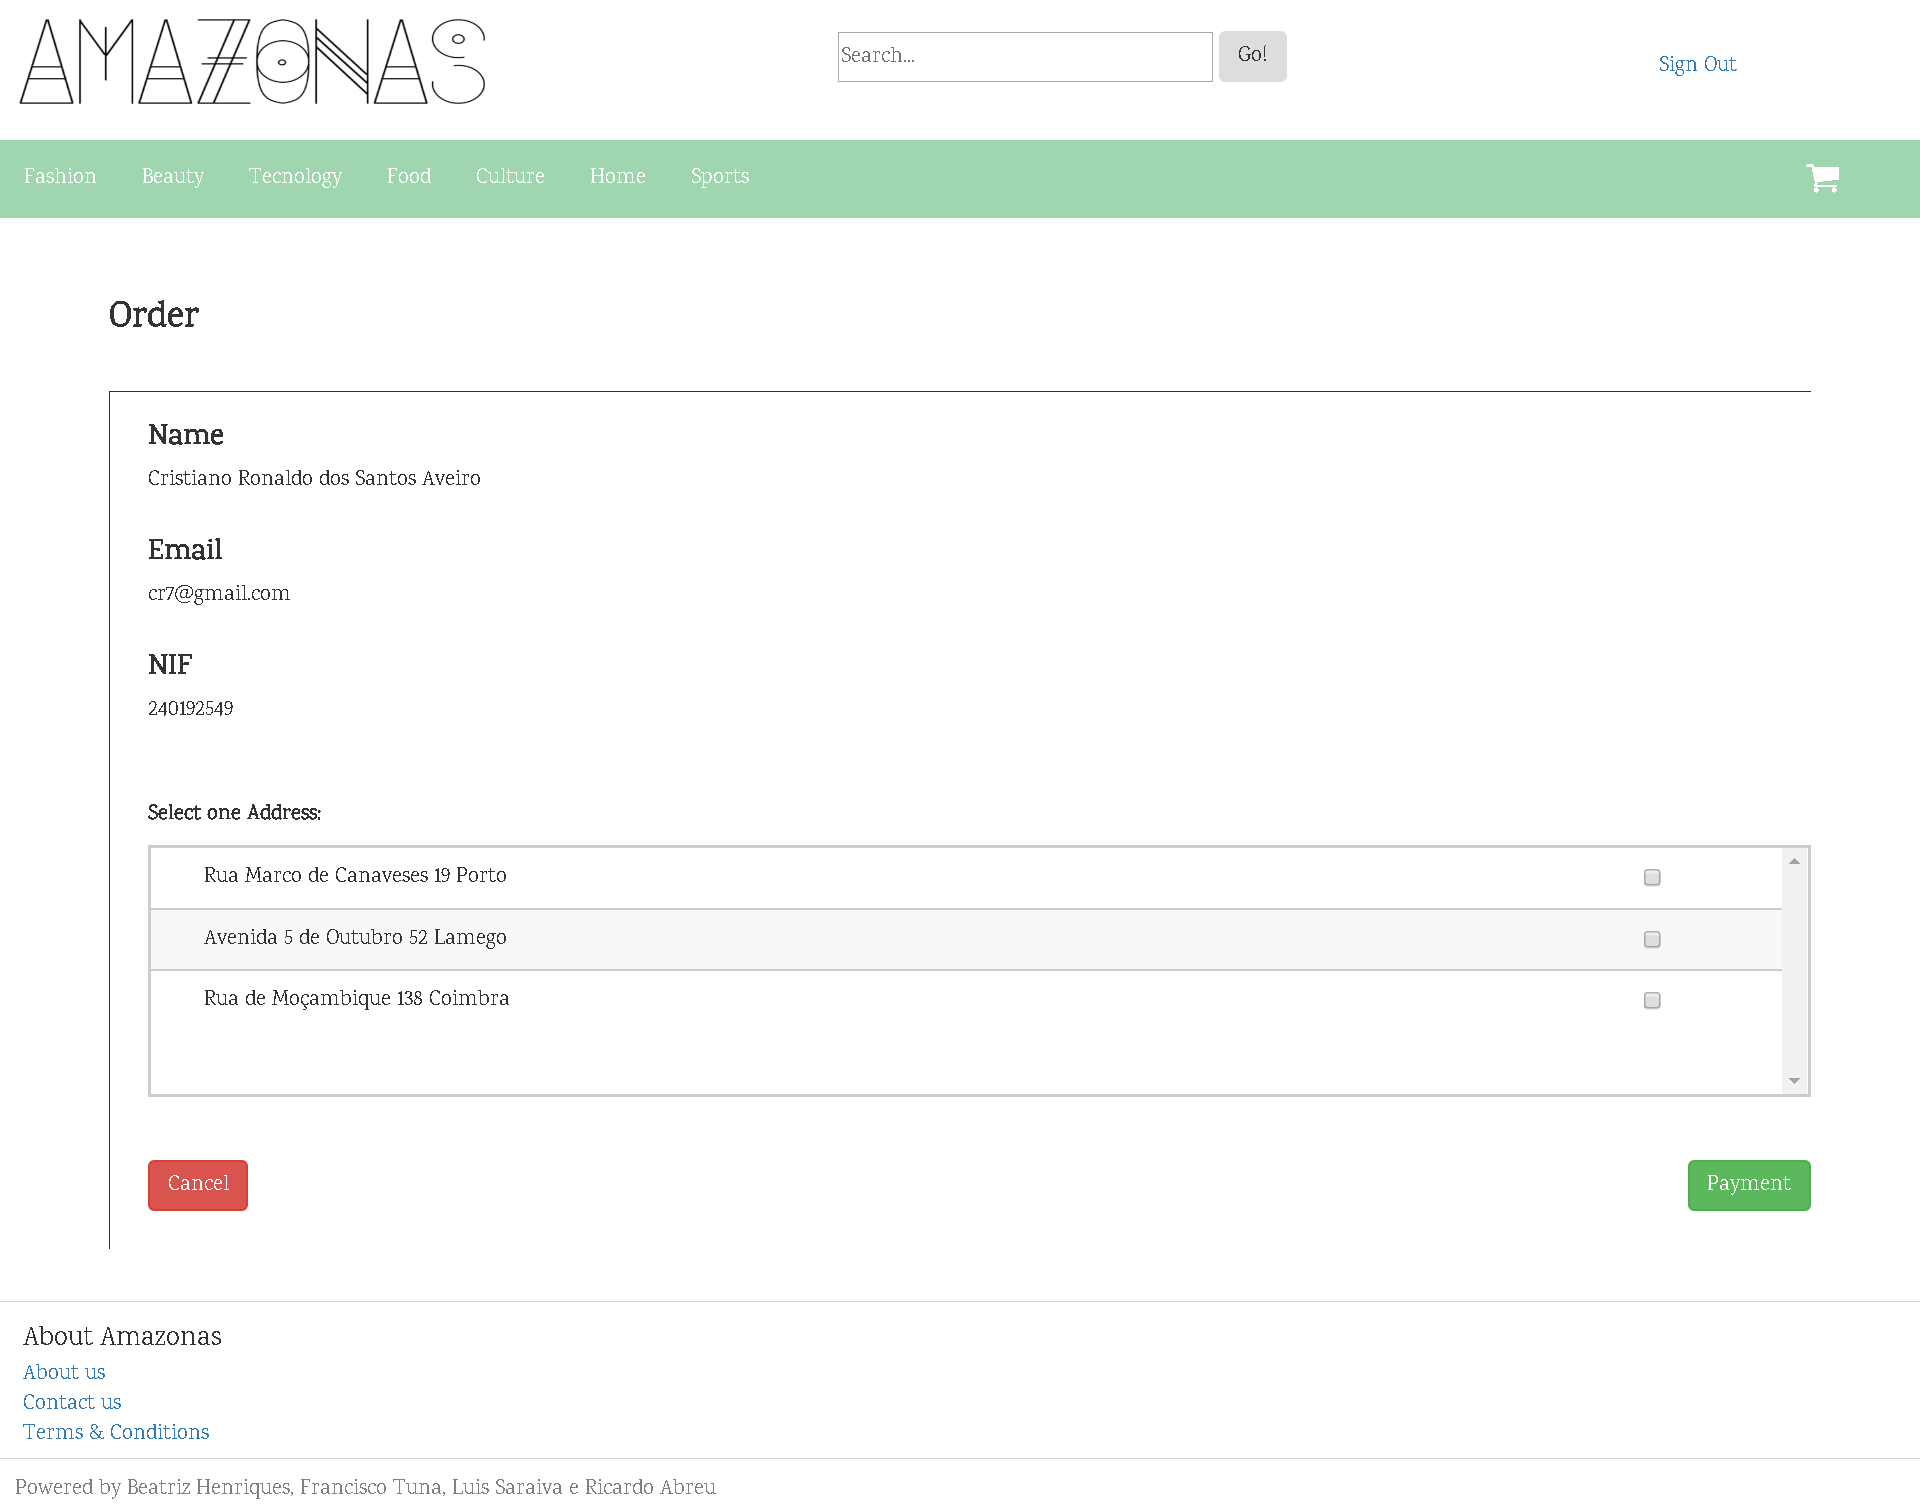 AMAZONAS
Search...
Go!
Sign Out
Fashion
Beauty
Tecnology
Food
Culture
Home
Sports
Order
Name
Cristiano Ronaldo dos Santos Aveiro
Email
cr7@gmail.com
NIF
240192549
Select one Address:
Rua Marco de Canaveses 19 Porto
Avenida 5 de Outubro 52 Lamego
Rua de Moçambique 138 Coimbra
Cancel
Payment
About Amazonas
About us
Contact us
Terms & Conditions
Powered by Beatriz Henriques, Francisco Tuna, Luis Saraiva e Ricardo Abreu